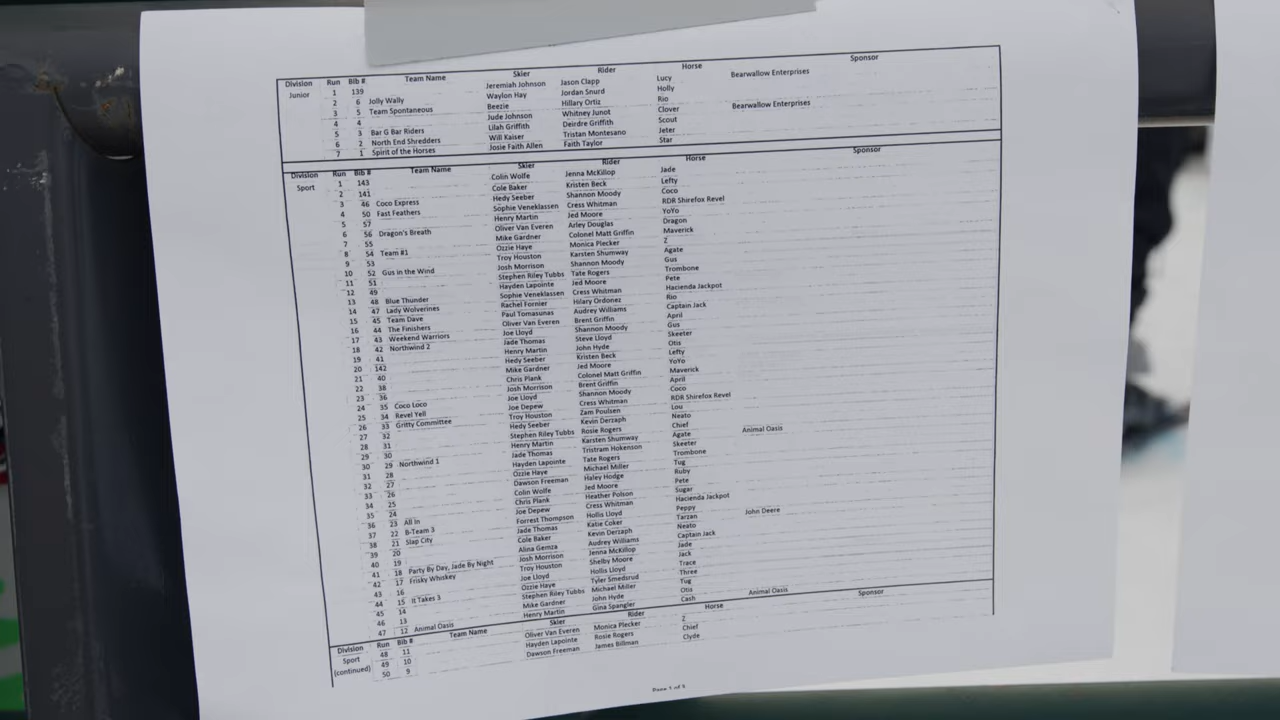 Division Run Bib # Team Name Skier Rider Horse Sponsor
Junior 1 139 Jeremiah Johnson Jason Clapp Lucy Bearwallow Enterprises
2 6 Jolly Wally Waylon Hay Jordan Snurd Holly
3 5 Team Spontaneous Beezie Hillary Ortiz Rio
4 4 Jude Johnson Whitney Junot Clover Bearwallow Enterprises
5 3 Bar G Bar Riders Lilah Griffith Deirdre Griffith Scout
6 2 North End Shredders Will Kaiser Tristan Montesano Jeter
7 1 Spirit of the Horses Josie Faith Allen Faith Taylor Star
Division Run Bib # Team Name Skier Rider Horse Sponsor
Sport 1 143 Colin Wolfe Jenna McKillop Jade
2 141 Cole Baker Kristen Beck Lefty
3 46 Coco Express Hedy Seeber Shannon Moody Coco
4 50 Fast Feathers Sophie Veneklassen Cress Whitman RDR Shirefox Revel
5 57 Henry Martin Jed Moore YoYo
6 56 Dragon's Breath Oliver Van Everen Arley Douglas Dragon
7 55 Mike Gardner Colonel Matt Griffin Maverick
8 54 Team #1 Ozzie Haye Monica Plecker Z
9 53 Troy Houston Karsten Shumway Agate
10 52 Gus in the Wind Josh Morrison Shannon Moody Gus
11 51 Stephen Riley Tubbs Tate Rogers Trombone
12 49 Hayden Lapointe Jed Moore Pete
13 48 Blue Thunder Sophie Veneklassen Cress Whitman Hacienda Jackpot
14 47 Lady Wolverines Rachel Fornier Hilary Ordonez Rio
15 45 Team Dave Paul Tomasunas Audrey Williams Captain Jack
16 44 The Finishers Oliver Van Everen Brent Griffin April
17 43 Weekend Warriors Joe Lloyd Shannon Moody Gus
18 42 Northwind 2 Jade Thomas Steve Lloyd Skeeter
19 41 Henry Martin John Hyde Otis
20 142 Hedy Seeber Kristen Beck Lefty
21 40 Mike Gardner Jed Moore YoYo
22 38 Chris Plank Colonel Matt Griffin Maverick
23 36 Josh Morrison Brent Griffin April
24 35 Coco Loco Joe Lloyd Shannon Moody Coco
25 34 Revel Yell Joe Depew Cress Whitman RDR Shirefox Revel
26 33 Gritty Committee Troy Houston Zam Poulsen Lou
27 32 Hedy Seeber Kevin Derzaph Neato
28 31 Stephen Riley Tubbs Rosie Rogers Chief
29 30 Henry Martin Karsten Shumway Agate Animal Oasis
30 29 Northwind 1 Jade Thomas Tristram Hokenson Skeeter
31 28 Hayden Lapointe Tate Rogers Trombone
32 27 Ozzie Haye Michael Miller Tug
33 26 Dawson Freeman Haley Hodge Ruby
34 25 Colin Wolfe Jed Moore Pete
35 24 Chris Plank Heather Polson Sugar
36 23 All In Joe Depew Cress Whitman Hacienda Jackpot
37 22 B-Team 3 Forrest Thompson Hollis Lloyd Peppy
38 21 Slap City Jade Thomas Katie Coker Tarzan John Deere
39 20 Cole Baker Kevin Derzaph Neato
40 19 Alina Gemza Audrey Williams Captain Jack
41 18 Party By Day, Jade By Night Josh Morrison Jenna McKillop Jade
42 17 Frisky Whiskey Troy Houston Shelby Moore Jack
43 16 Joe Lloyd Hollis Lloyd Trace
44 15 It Takes 3 Ozzie Haye Tyler Smedsrud Three
45 14 Stephen Riley Tubbs Michael Miller Tug
46 13 Mike Gardner John Hyde Otis
47 12 Animal Oasis Henry Martin Gina Spangler Cash Animal Oasis
Division Run Bib # Team Name Skier Rider Horse Sponsor
Sport 48 11 Oliver Van Everen Monica Plecker Z
(continued) 49 10 Hayden Lapointe Rosie Rogers Chief
50 9 Dawson Freeman James Billman Clyde
Page 1 of 3